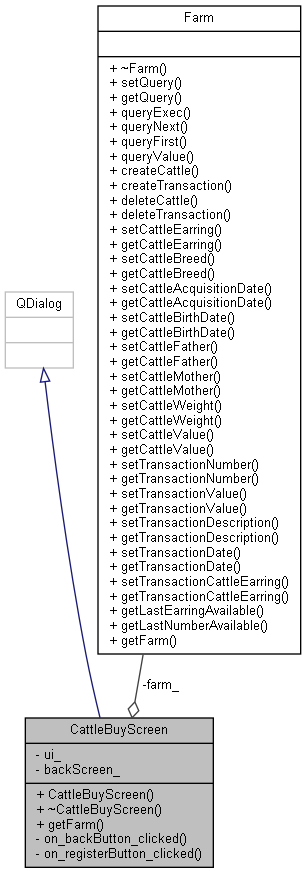 Farm
+ ~Farm()
+ setQuery()
+ getQuery()
+ queryExec()
+ queryNext()
+ queryFirst()
+ queryValue()
+ createCattle()
+ createTransaction()
+ deleteCattle()
+ deleteTransaction()
+ setCattleEarring()
+ getCattleEarring()
+ setCattleBreed()
+ getCattleBreed()
+ setCattleAcquisitionDate()
+ getCattleAcquisitionDate()
+ setCattleBirthDate()
+ getCattleBirthDate()
+ setCattleFather()
+ getCattleFather()
+ setCattleMother()
+ getCattleMother()
+ setCattleWeight()
+ getCattleWeight()
+ setCattleValue()
+ getCattleValue()
+ setTransactionNumber()
+ getTransactionNumber()
+ setTransactionValue()
+ getTransactionValue()
+ setTransactionDescription()
+ getTransactionDescription()
+ setTransactionDate()
+ getTransactionDate()
+ setTransactionCattleEarring()
+ getTransactionCattleEarring()
+ getLastEarringAvailable()
+ getLastNumberAvailable()
+ getFarm()
QDialog
-farm_
CattleBuyScreen
- ui_
- backScreen_
+ CattleBuyScreen()
+ ~CattleBuyScreen()
+ getFarm()
- on_backButton_clicked()
- on_registerButton_clicked()